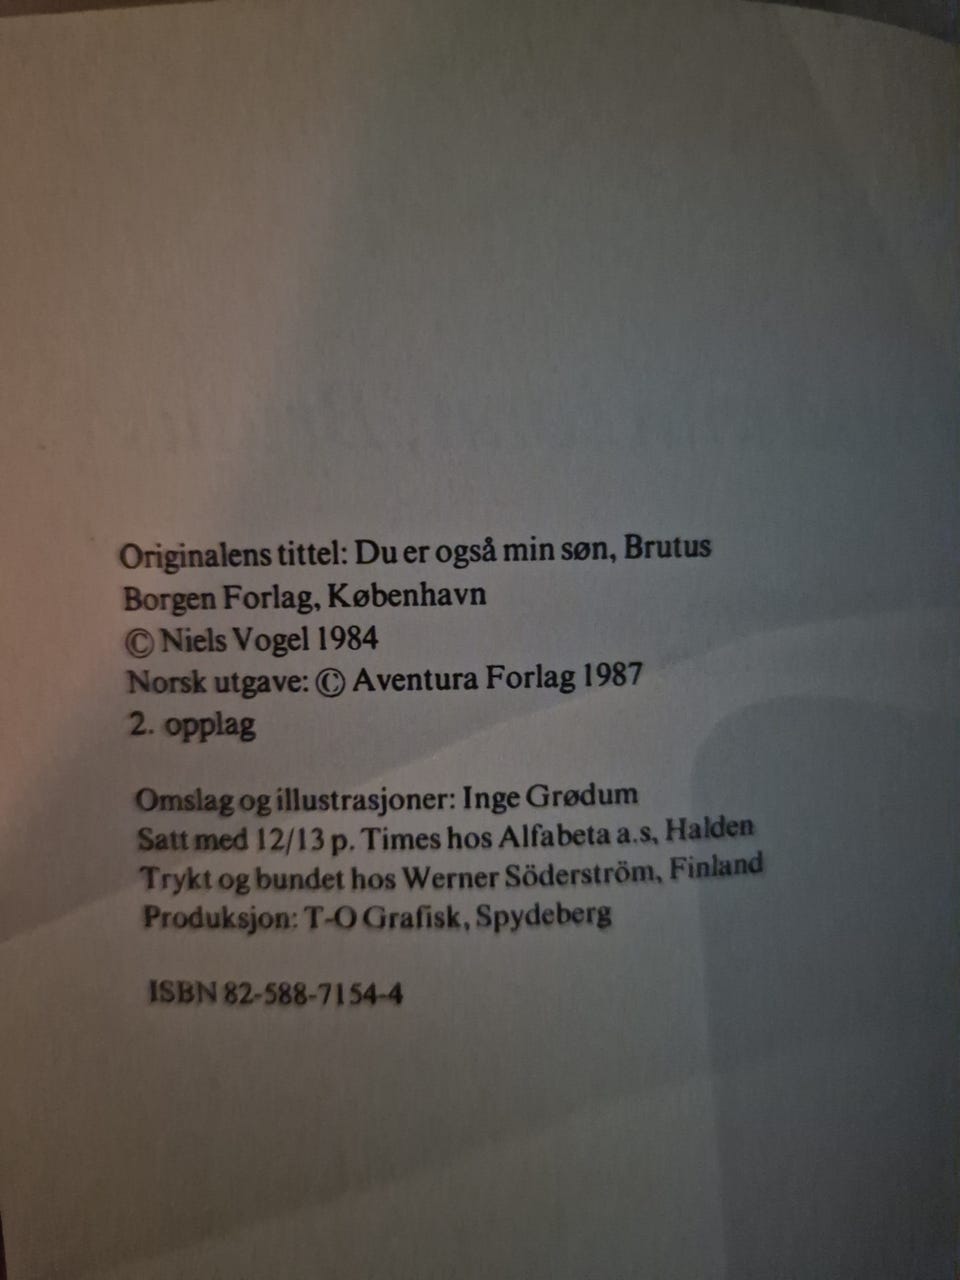 Originalens tittel: Du er også min søn, Brutus
Borgen Forlag, København
© Niels Vogel 1984
Norsk utgave: © Aventura Forlag 1987
2. opplag
Omslag og illustrasjoner: Inge Grødum
Satt med 12/13 p. Times hos Alfabeta a.s, Halden
Trykt og bundet hos Werner Söderström, Finland
Produksjon: T-O Grafisk, Spydeberg
ISBN 82-588-7154-4